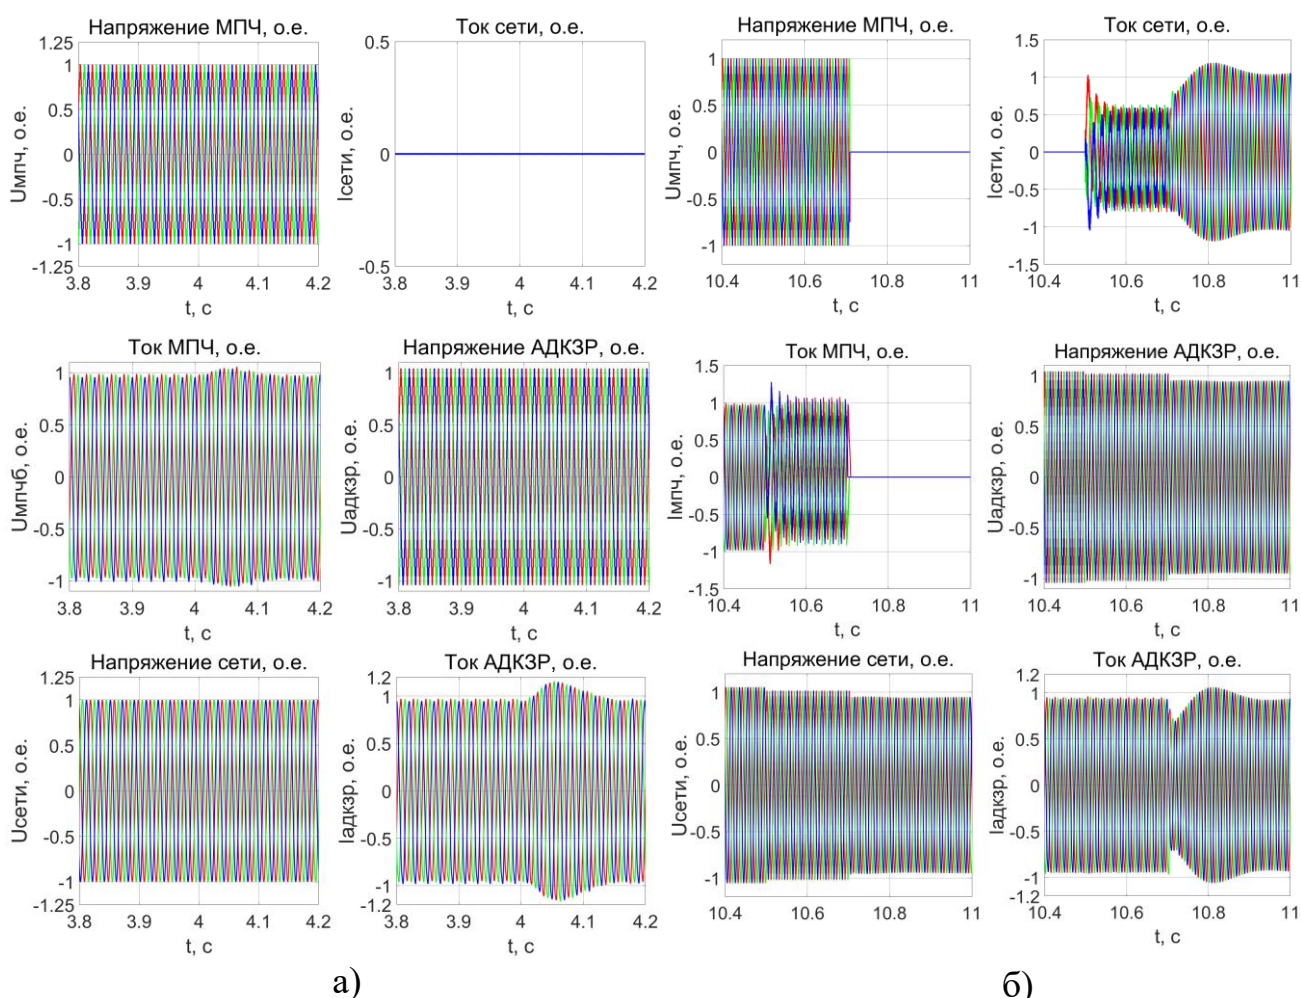 Напряжение МПЧ, о.е.
Uмпч, о.е.
1.25
1
0.5
0
-0.5
-1
-1.25
3.8 3.9 4 4.1 4.2
t, с
Ток сети, о.е.
Iсети, о.е.
0.5
0
-0.5
3.8 3.9 4 4.1 4.2
t, с
Напряжение МПЧ, о.е.
Uмпч, о.е.
1
0.5
0
-0.5
-1
10.4 10.6 10.8 11
t, с
Ток сети, о.е.
Iсети, о.е.
1.5
1
0.5
0
-0.5
-1
-1.5
10.4 10.6 10.8 11
t, с
Ток МПЧ, о.е.
Uмпчб, о.е.
1
0.5
0
-0.5
-1
3.8 3.9 4 4.1 4.2
t, с
Напряжение АДКЗР, о.е.
Uадкзр, о.е.
1
0.5
0
-0.5
-1
3.8 3.9 4 4.1 4.2
t, с
Ток МПЧ, о.е.
Iмпч, о.е.
1.5
1
0.5
0
-0.5
-1
-1.5
10.4 10.6 10.8 11
t, с
Напряжение АДКЗР, о.е.
Uадкзр, о.е.
1
0.5
0
-0.5
-1
10.4 10.6 10.8 11
t, с
Напряжение сети, о.е.
Uсети, о.е.
1.25
1
0.5
0
-0.5
-1
-1.25
3.8 3.9 4 4.1 4.2
t, с
Ток АДКЗР, о.е.
Iадкзр, о.е.
1.2
1
0.5
0
-0.5
-1
-1.2
3.8 3.9 4 4.1 4.2
t, с
Напряжение сети, о.е.
Uсети, о.е.
1
0.5
0
-0.5
-1
10.4 10.6 10.8 11
t, с
Ток АДКЗР, о.е.
Iадкзр, о.е.
1.2
1
0.5
0
-0.5
-1
-1.2
10.4 10.6 10.8 11
t, с
а)
б)